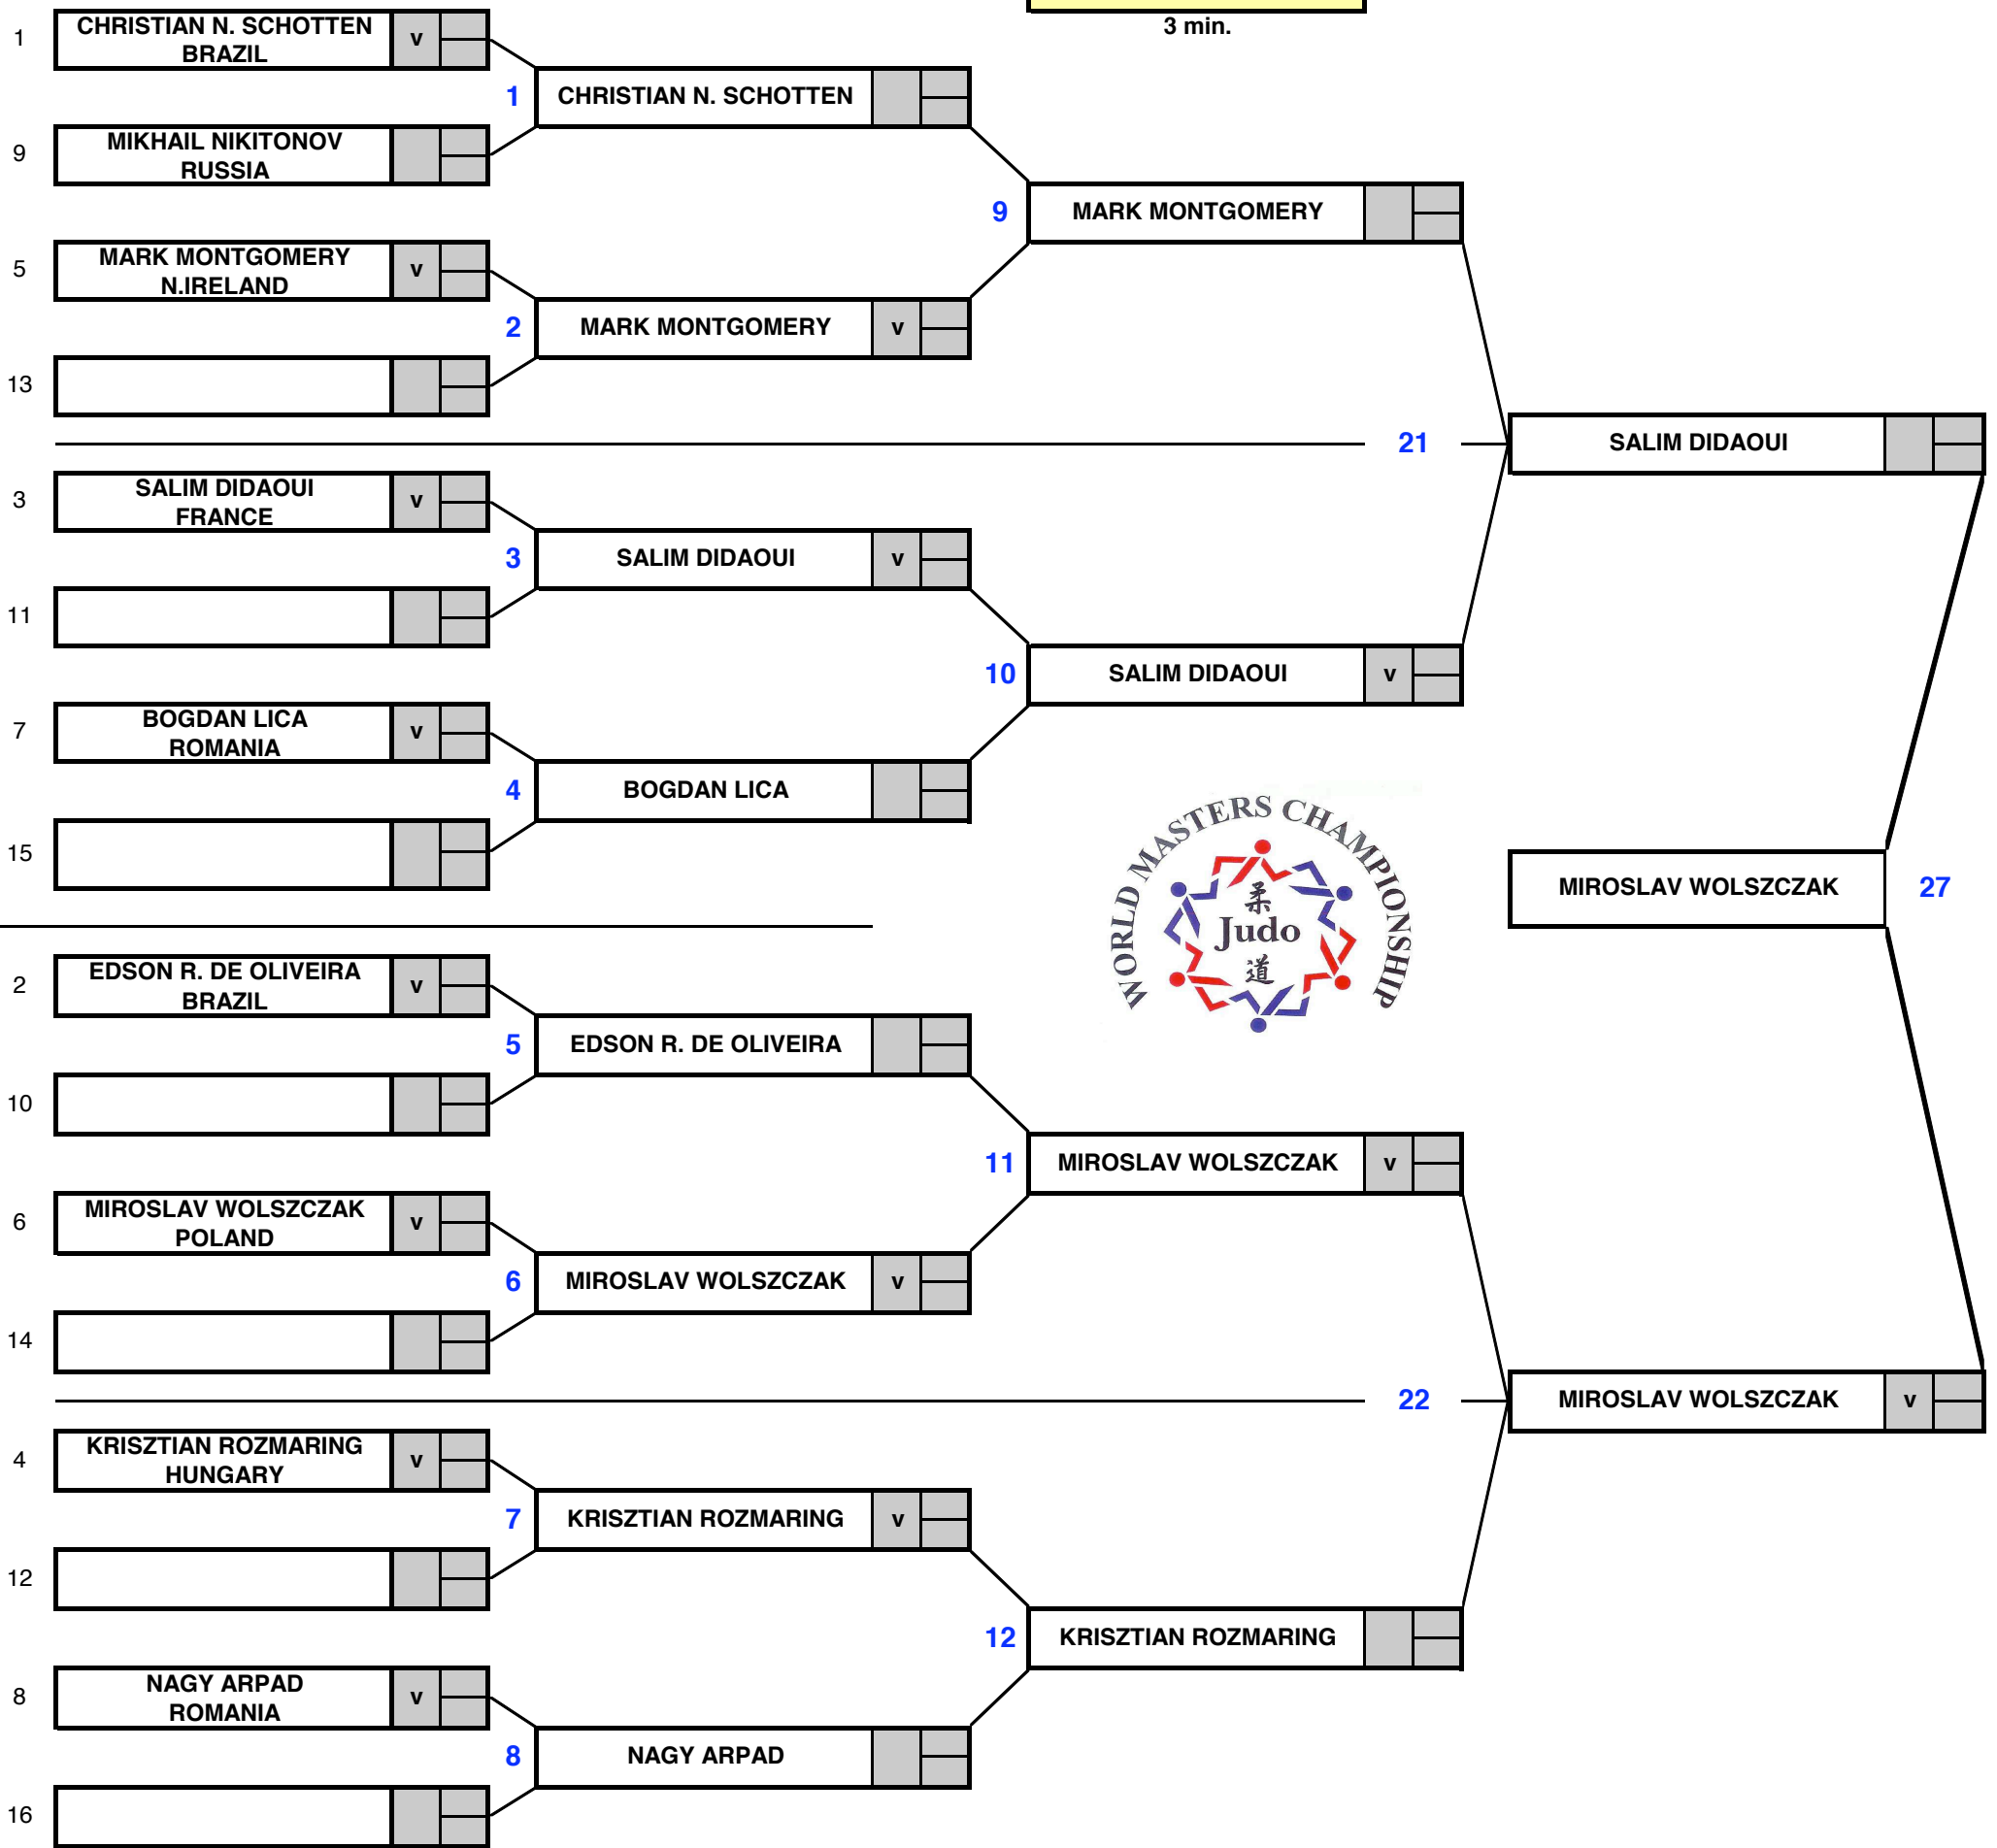 3 min.
1
CHRISTIAN N. SCHOTTEN
BRAZIL
v
1
CHRISTIAN N. SCHOTTEN
9
MIKHAIL NIKITONOV
RUSSIA
9
MARK MONTGOMERY
5
MARK MONTGOMERY
N.IRELAND
v
2
MARK MONTGOMERY
v
13
21
SALIM DIDAOUI
3
SALIM DIDAOUI
FRANCE
v
3
SALIM DIDAOUI
v
11
10
SALIM DIDAOUI
v
7
BOGDAN LICA
ROMANIA
v
4
BOGDAN LICA
15
WORLD MASTERS CHAMPIONSHIP
柔
Judo
道
MIROSLAV WOLSZCZAK
27
2
EDSON R. DE OLIVEIRA
BRAZIL
v
5
EDSON R. DE OLIVEIRA
10
11
MIROSLAV WOLSZCZAK
v
6
MIROSLAV WOLSZCZAK
POLAND
v
6
MIROSLAV WOLSZCZAK
v
14
22
MIROSLAV WOLSZCZAK
v
4
KRISZTIAN ROZMARING
HUNGARY
v
7
KRISZTIAN ROZMARING
v
12
12
KRISZTIAN ROZMARING
8
NAGY ARPAD
ROMANIA
v
8
NAGY ARPAD
16